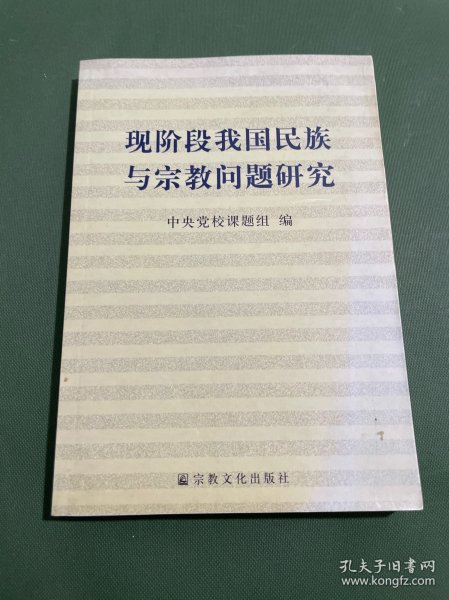 现阶段我国民族
与宗教问题研究
中央党校课题组 编
宗教文化出版社
孔夫子旧书网
www.kongfz.com